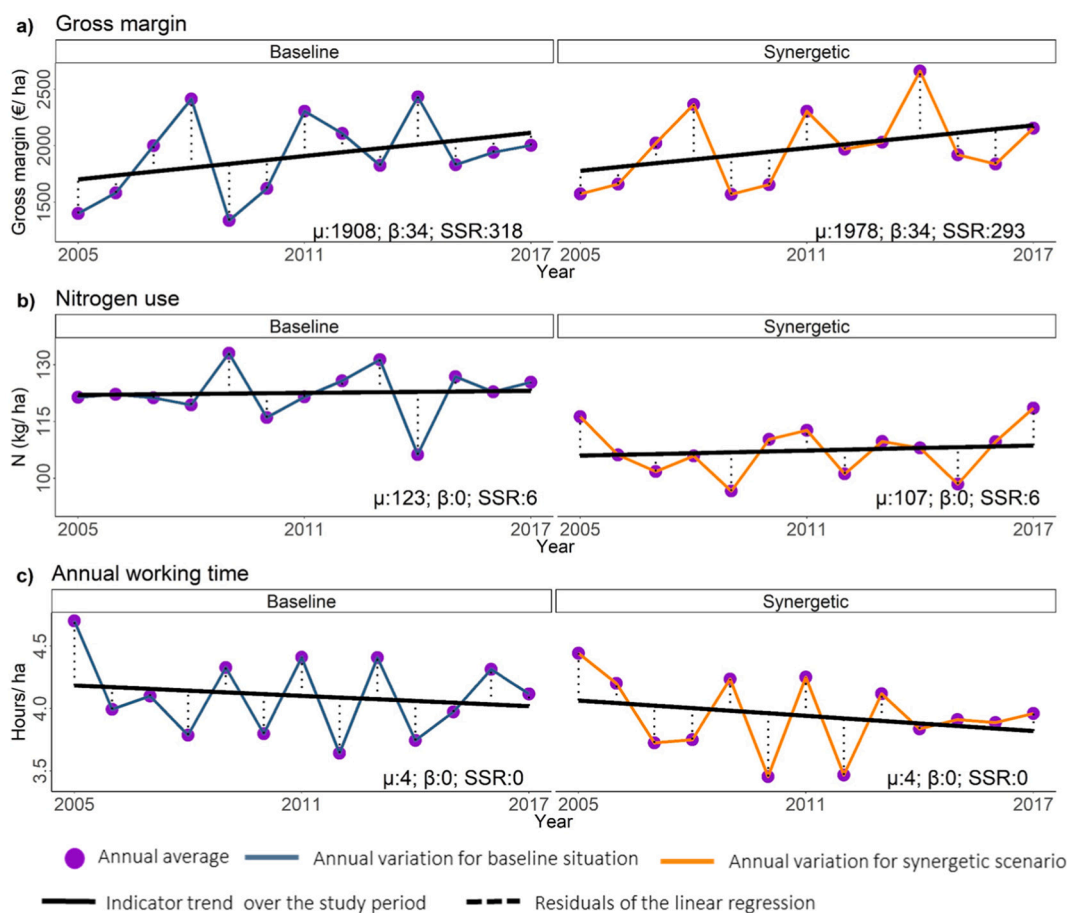 a) Gross margin
Baseline
Synergetic
Gross margin (€/ ha)
2500
2000
1500
μ:1908; β:34; SSR:318
μ:1978; β:34; SSR:293
2005 2011 2017 2005 2011 2017
Year
b) Nitrogen use
Baseline
Synergetic
N (kg/ ha)
130
115
100
μ:123; β:0; SSR:6
μ:107; β:0; SSR:6
2005 2011 2017 2005 2011 2017
Year
c) Annual working time
Baseline
Synergetic
Hours/ ha
4.5
4.0
3.5
μ:4; β:0; SSR:0
μ:4; β:0; SSR:0
2005 2011 2017 2005 2011 2017
Year
Annual average
Annual variation for baseline situation
Annual variation for synergetic scenario
Indicator trend over the study period
Residuals of the linear regression